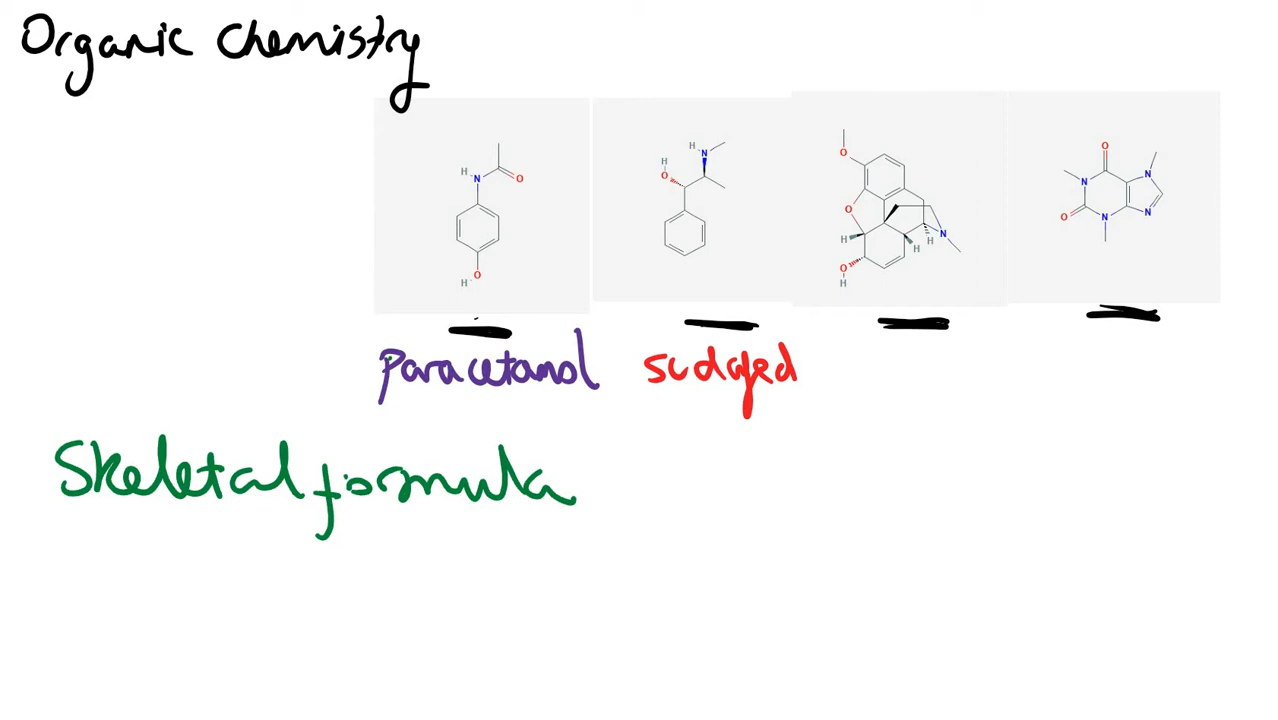 Organic Chemistry
H N O H O
H N H O
O O H H H N O H
O N N O N N
Paracetamol sudafed
Skeletal formula